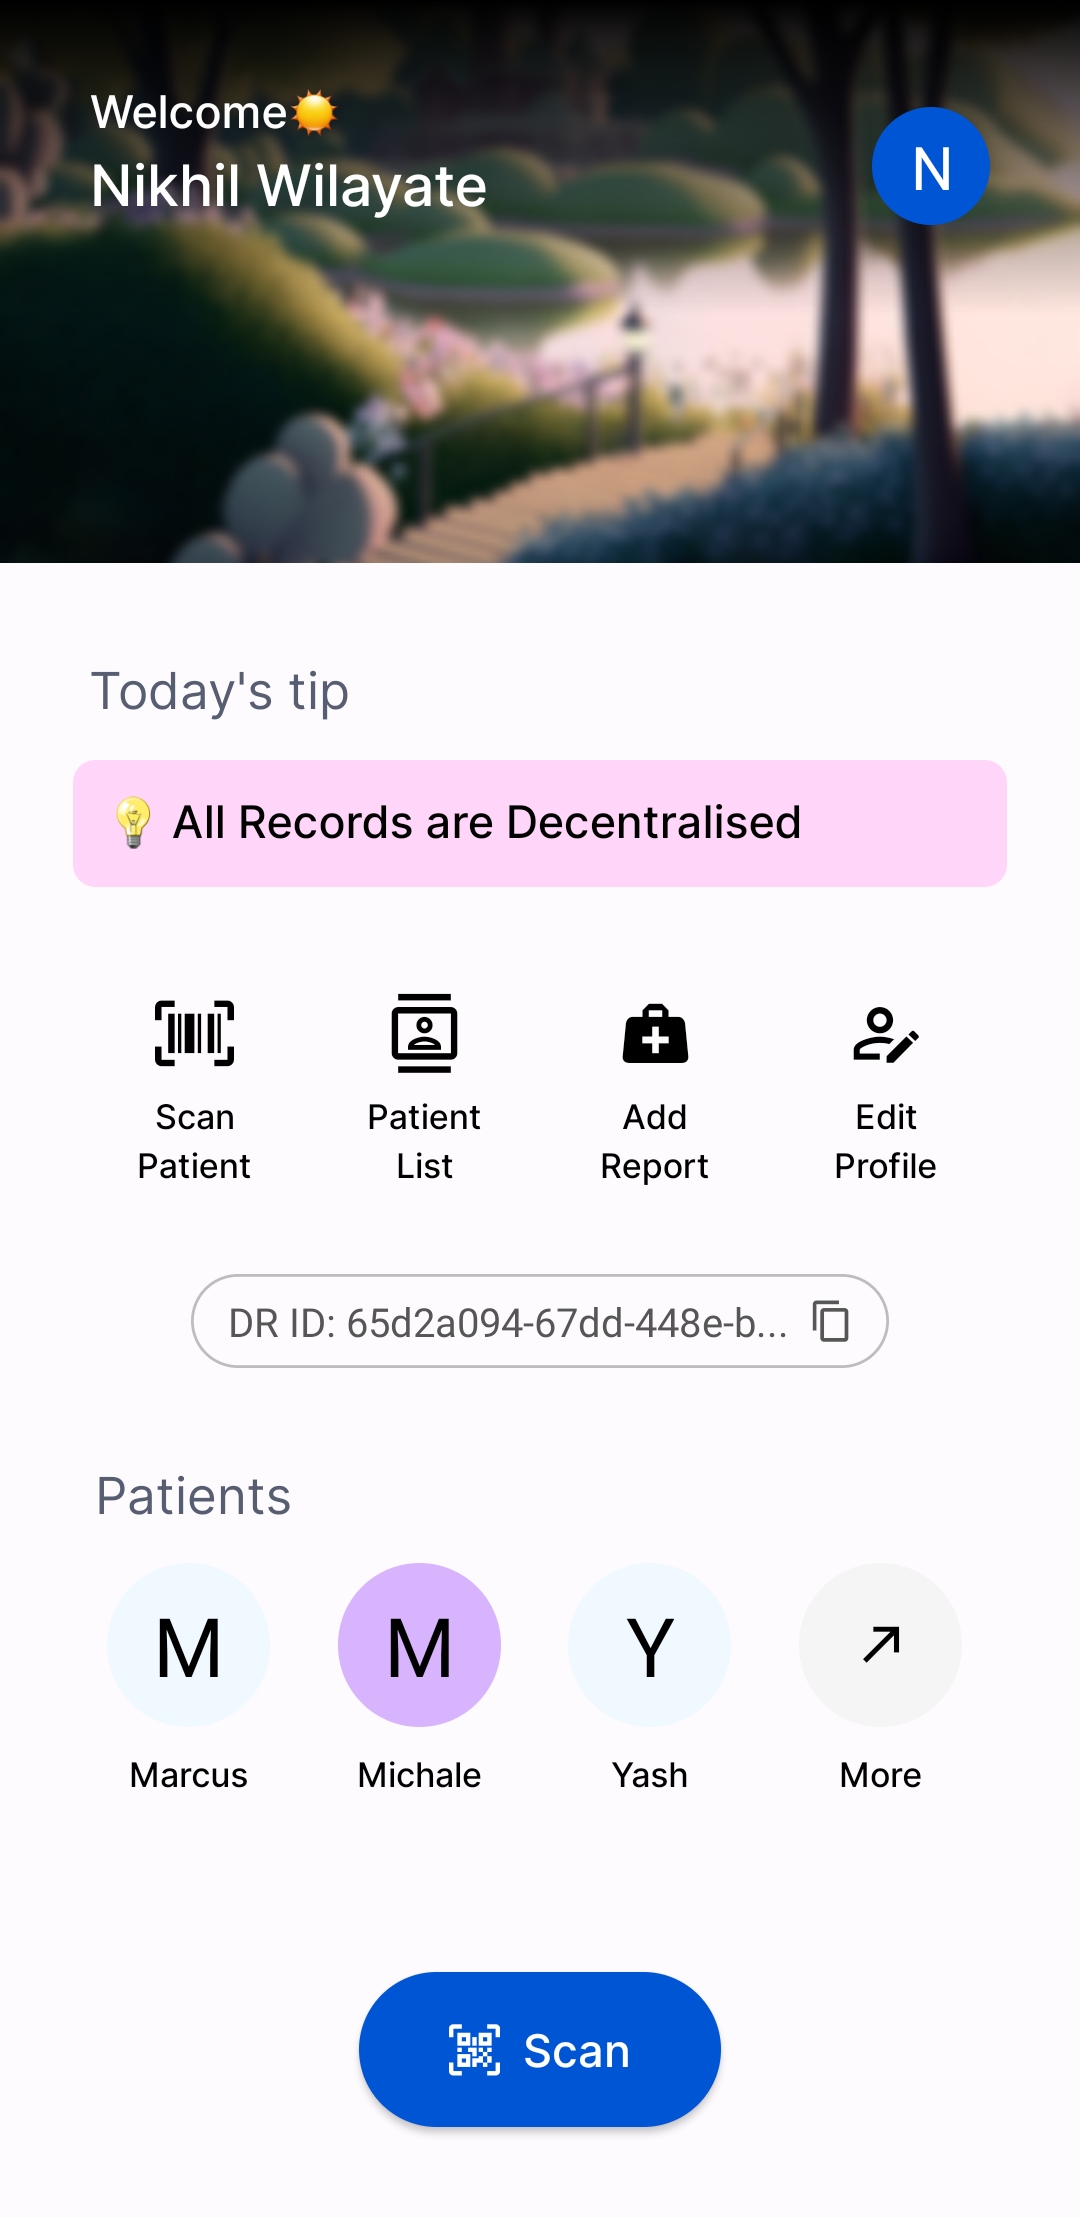 Welcome☀️
Nikhil Wilayate
N
Today's tip
💡 All Records are Decentralised
Scan Patient
Patient List
Add Report
Edit Profile
DR ID: 65d2a094-67dd-448e-b...
Patients
M
M
Y
Marcus
Michale
Yash
More
Scan